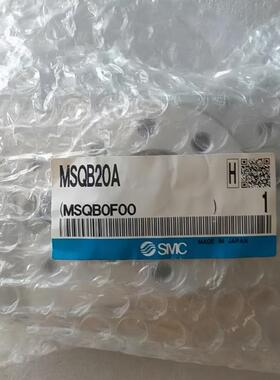 MSQB20A
H
(MSQB0F00 ) 1
SMC
MADE IN JAPAN